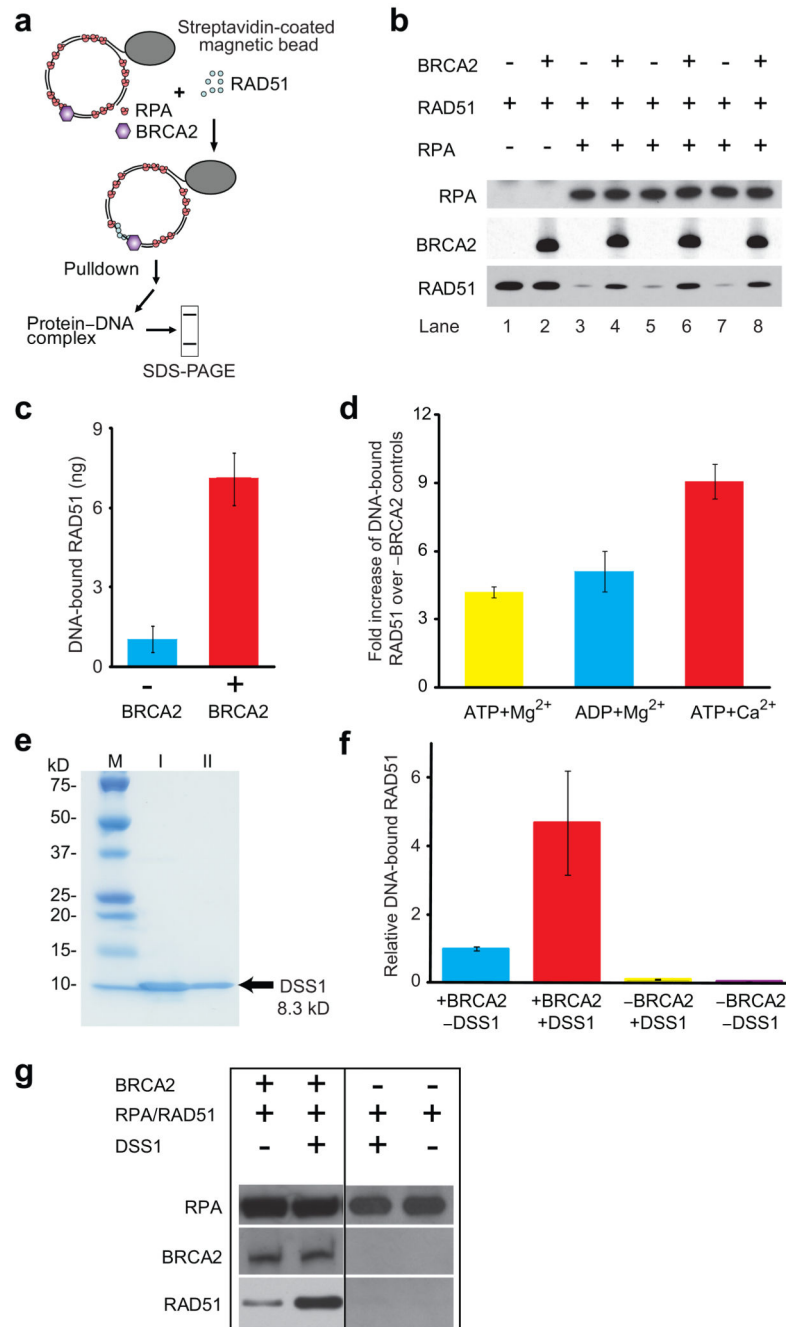 a
Streptavidin-coated
magnetic bead
+
RAD51
RPA
BRCA2
Pulldown
Protein–DNA
complex
SDS-PAGE
b
BRCA2 - + - + - + - +
RAD51 + + + + + + + +
RPA - - + + + + + +
RPA
BRCA2
RAD51
Lane 1 2 3 4 5 6 7 8
c
DNA-bound RAD51 (ng)
9
6
3
0
- +
BRCA2 BRCA2
d
Fold increase of DNA-bound
RAD51 over –BRCA2 controls
12
9
6
3
0
ATP+Mg2+ ADP+Mg2+ ATP+Ca2+
e
kD M I II
75-
50-
37-
25-
20-
15-
10-
DSS1
8.3 kD
f
Relative DNA-bound RAD51
6
4
2
1
0
+BRCA2 +BRCA2 –BRCA2 –BRCA2
–DSS1 +DSS1 +DSS1 –DSS1
g
BRCA2 + + - -
RPA/RAD51 + + + +
DSS1 - + + -
RPA
BRCA2
RAD51